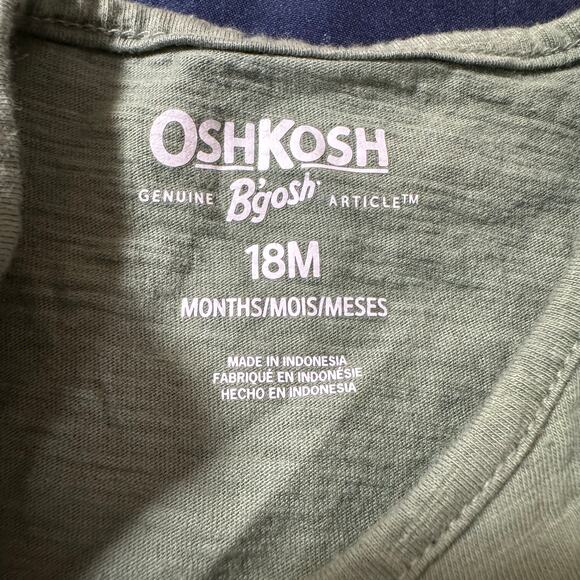 OSHKOSH
GENUINE B'gosh ARTICLE™
18M
MONTHS/MOIS/MESES
MADE IN INDONESIA
FABRIQUÉ EN INDONÉSIE
HECHO EN INDONESIA